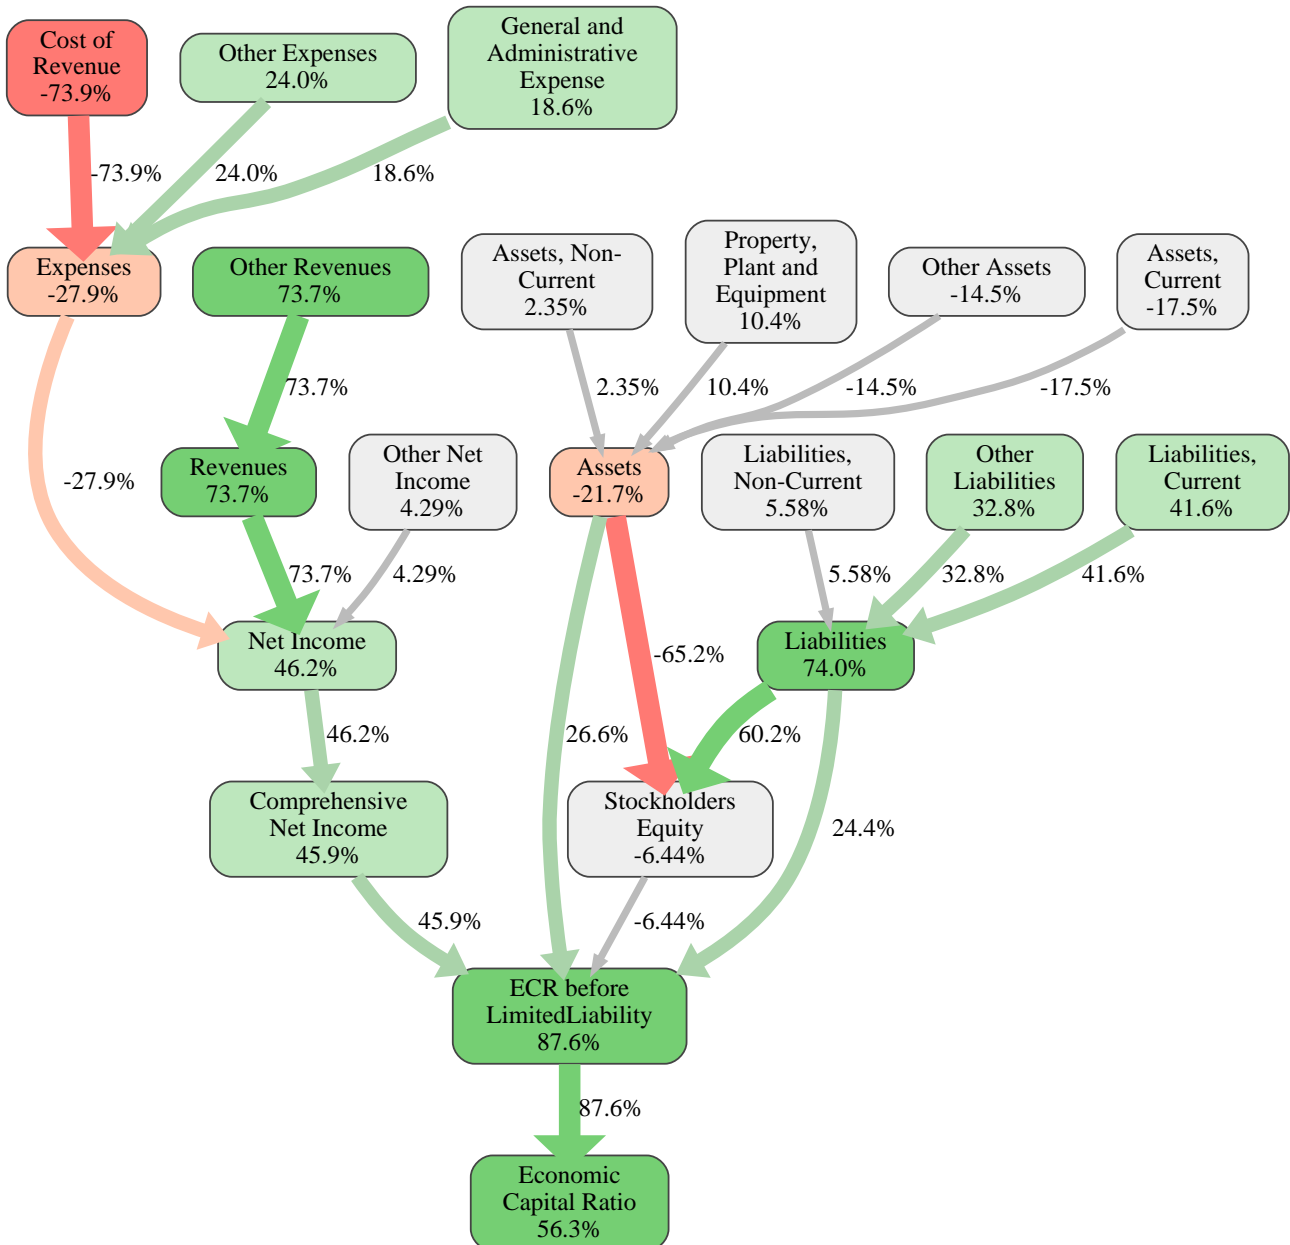 Cost of
Revenue
-73.9%
Other Expenses
24.0%
General and
Administrative
Expense
18.6%
-73.9%
24.0%
18.6%
Expenses
-27.9%
Other Revenues
73.7%
Assets, Non-
Current
2.35%
Property,
Plant and
Equipment
10.4%
Other Assets
-14.5%
Assets,
Current
-17.5%
73.7%
2.35%
10.4%
-14.5%
-17.5%
-27.9%
Revenues
73.7%
Other Net
Income
4.29%
Assets
-21.7%
Liabilities,
Non-Current
5.58%
Other
Liabilities
32.8%
Liabilities,
Current
41.6%
73.7%
4.29%
5.58%
32.8%
41.6%
Net Income
46.2%
-65.2%
Liabilities
74.0%
46.2%
26.6%
60.2%
Comprehensive
Net Income
45.9%
Stockholders
Equity
-6.44%
24.4%
45.9%
-6.44%
ECR before
LimitedLiability
87.6%
87.6%
Economic
Capital Ratio
56.3%